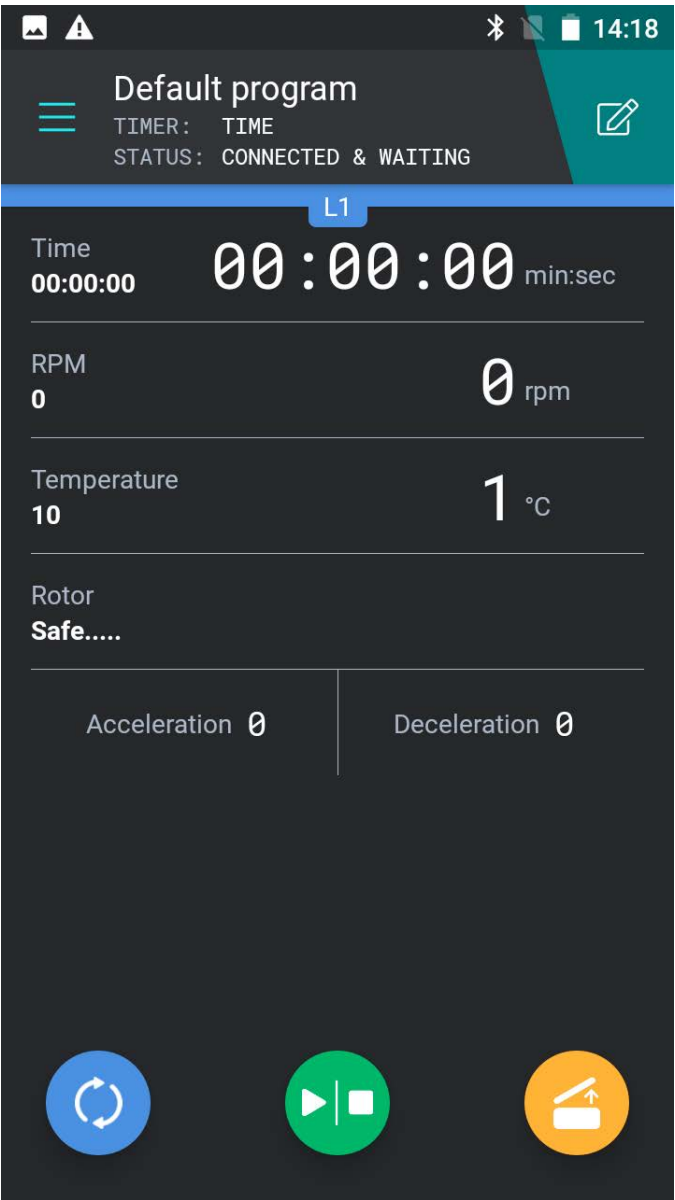 14:18
Default program
TIMER: TIME
STATUS: CONNECTED & WAITING
L1
Time
00:00:00
00:00:00 min:sec
RPM
0
0 rpm
Temperature
10
1 °C
Rotor
Safe.....
Acceleration 0 Deceleration 0